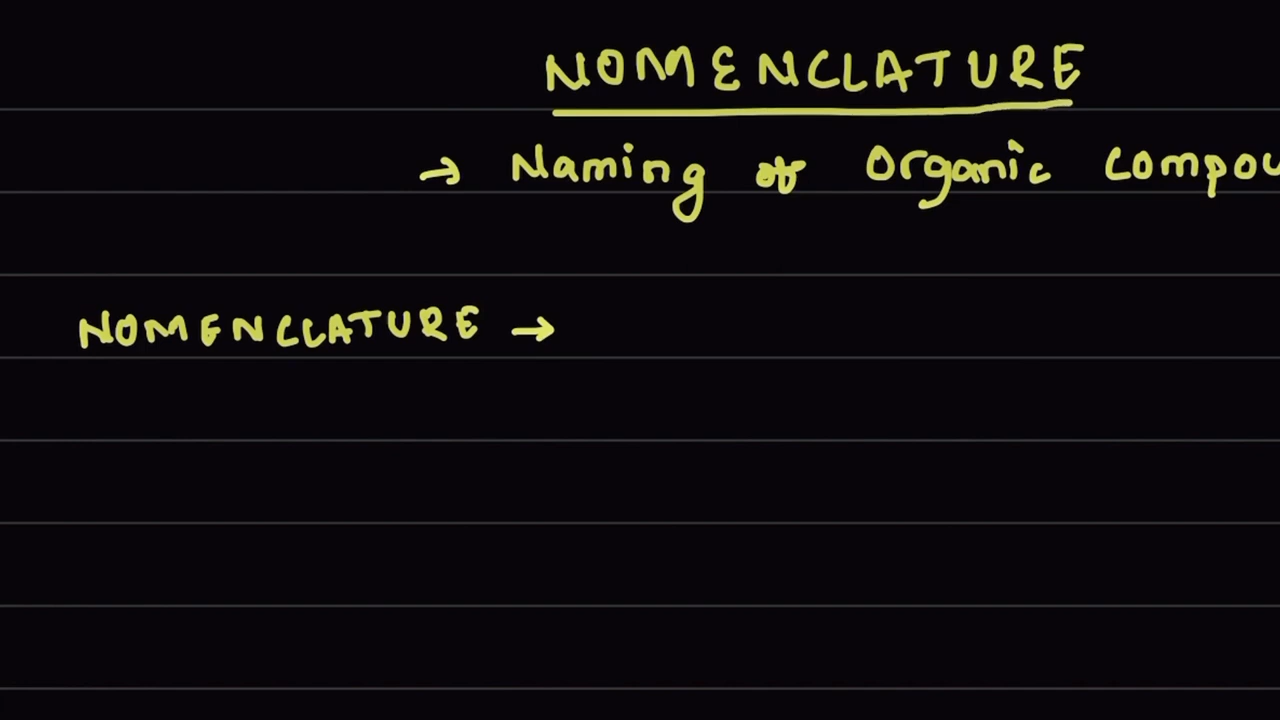 NOMENCLATURE
→ Naming of Organic Compou
NOMENCLATURE →